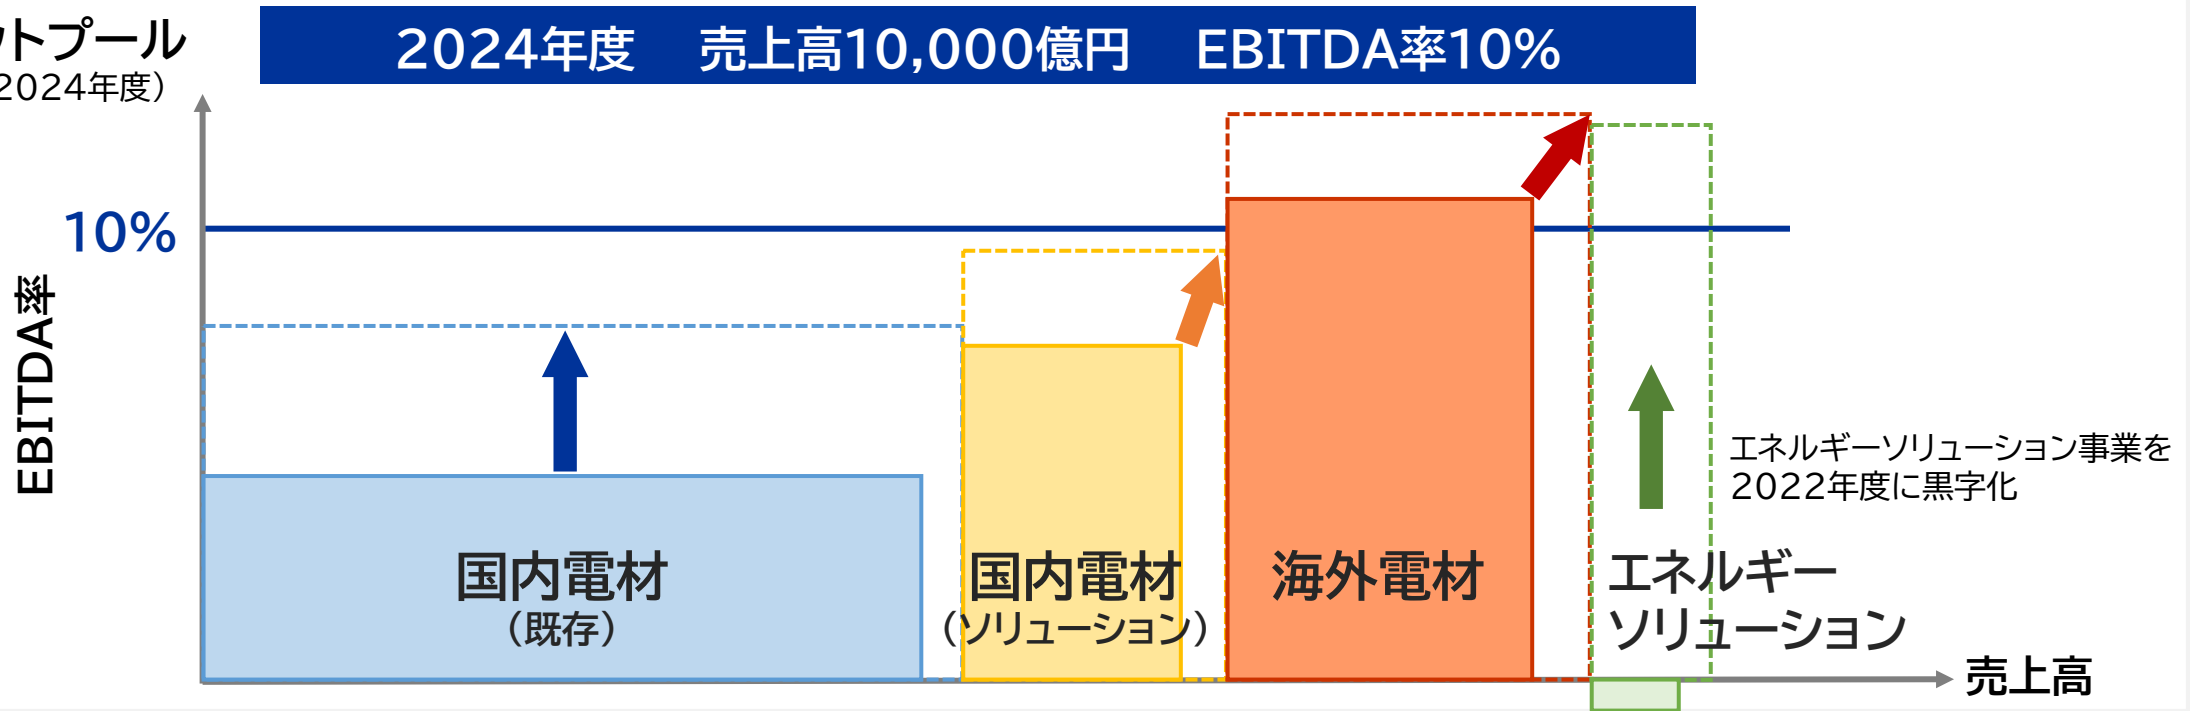 ットプール
2024年度）
2024年度　売上高10,000億円　EBITDA率10%
10%
EBITDA率
国内電材
（既存）
国内電材
（ソリューション）
海外電材
エネルギー
ソリューション
エネルギーソリューション事業を
2022年度に黒字化
売上高